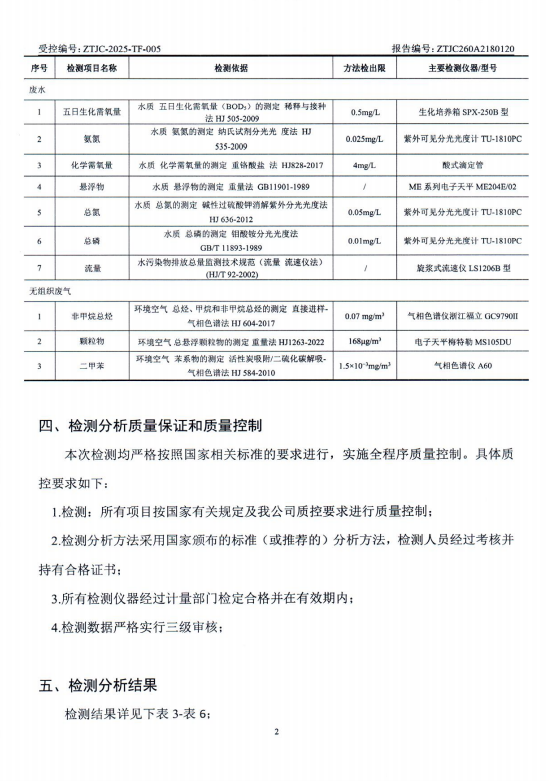 受控编号: ZTJC-2025-TF-005 报告编号: ZTJC260A2180120
序号 检测项目名称 检测依据 方法检出限 主要检测仪器/型号
废水
1 五日生化需氧量 水质 五日生化需氧量（BOD₅）的测定 稀释与接种
法 HJ 505-2009 0.5mg/L 生化培养箱 SPX-250B 型
2 氨氮 水质 氨氮的测定 纳氏试剂分光光 度法 HJ
535-2009 0.025mg/L 紫外可见分光光度计 TU-1810PC
3 化学需氧量 水质 化学需氧量的测定 重铬酸盐 法 HJ828-2017 4mg/L 酸式滴定管
4 悬浮物 水质 悬浮物的测定 重量法 GB11901-1989 / ME 系列电子天平 ME204E/02
5 总氮 水质 总氮的测定 碱性过硫酸钾消解紫外分光光度法
HJ 636-2012 0.05mg/L 紫外可见分光光度计 TU-1810PC
6 总磷 水质 总磷的测定 钼酸铵分光光度法
GB/T 11893-1989 0.01mg/L 紫外可见分光光度计 TU-1810PC
7 流量 水污染物排放总量监测技术规范（流量 流速仪法）
(HJ/T 92-2002) / 旋浆式流速仪 LS1206B 型
无组织废气
1 非甲烷总烃 环境空气 总烃、甲烷和非甲烷总烃的测定 直接进样-
气相色谱法 HJ 604-2017 0.07 mg/m³ 气相色谱仪浙江福立 GC9790II
2 颗粒物 环境空气 总悬浮颗粒物的测定 重量法 HJ1263-2022 168μg/m³ 电子天平梅特勒 MS105DU
3 二甲苯 环境空气 苯系物的测定 活性炭吸附/二硫化碳解吸-
气相色谱法 HJ 584-2010 1.5×10⁻³mg/m³ 气相色谱仪 A60
四、检测分析质量保证和质量控制
本次检测均严格按照国家相关标准的要求进行，实施全程序质量控制。具体质
控要求如下：
1.检测：所有项目按国家有关规定及我公司质控要求进行质量控制；
2.检测分析方法采用国家颁布的标准（或推荐的）分析方法，检测人员经过考核并
持有合格证书；
3.所有检测仪器经过计量部门检定合格并在有效期内；
4.检测数据严格实行三级审核；
五、检测分析结果
检测结果详见下表 3-表 6；
2